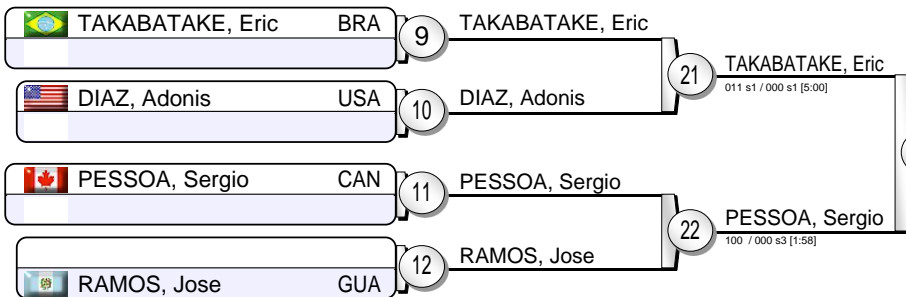 TAKABATAKE, Eric BRA 9 TAKABATAKE, Eric
21 TAKABATAKE, Eric
011 s1 / 000 s1 [5:00]
DIAZ, Adonis USA 10 DIAZ, Adonis
PESSOA, Sergio CAN 11 PESSOA, Sergio
22 PESSOA, Sergio
100 / 000 s3 [1:58]
12 RAMOS, Jose
RAMOS, Jose GUA